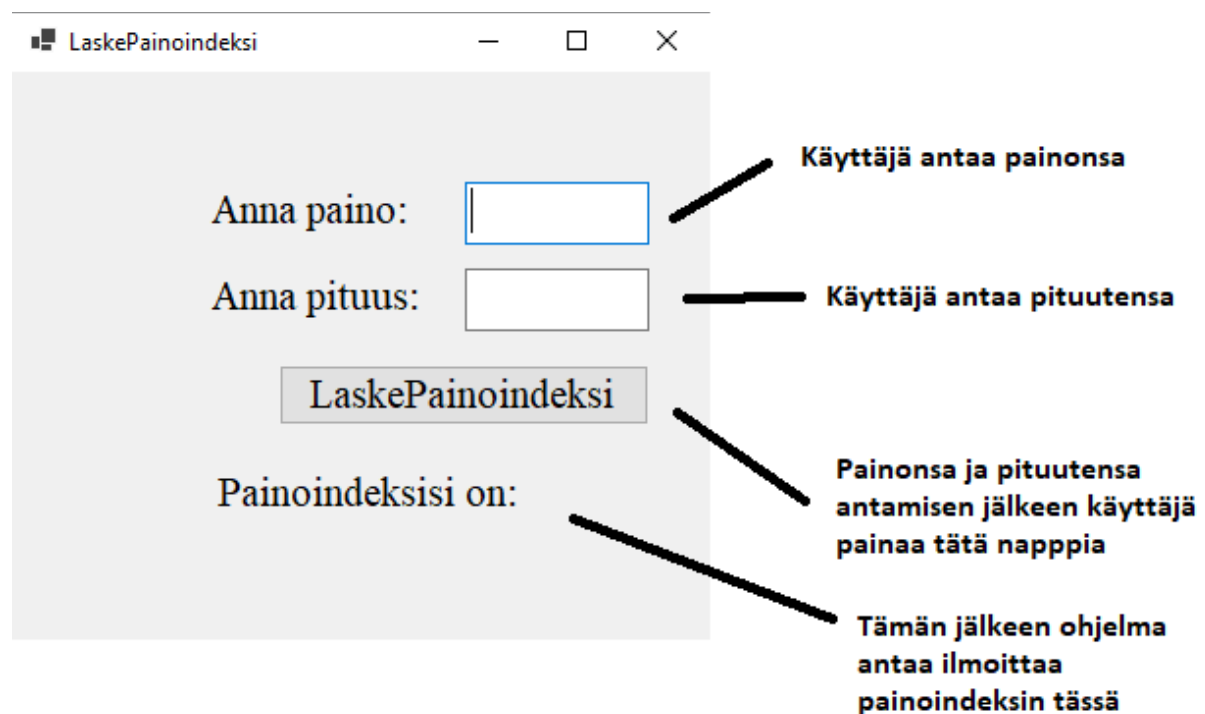 LaskePainoindeksi
Käyttäjä antaa painonsa
Anna paino:
Anna pituus:
Käyttäjä antaa pituutensa
LaskePainoindeksi
Painonsa ja pituutensa
antamisen jälkeen käyttäjä
painaa tätä napppia
Painoindeksisi on:
Tämän jälkeen ohjelma
antaa ilmoittaa
painoindeksin tässä